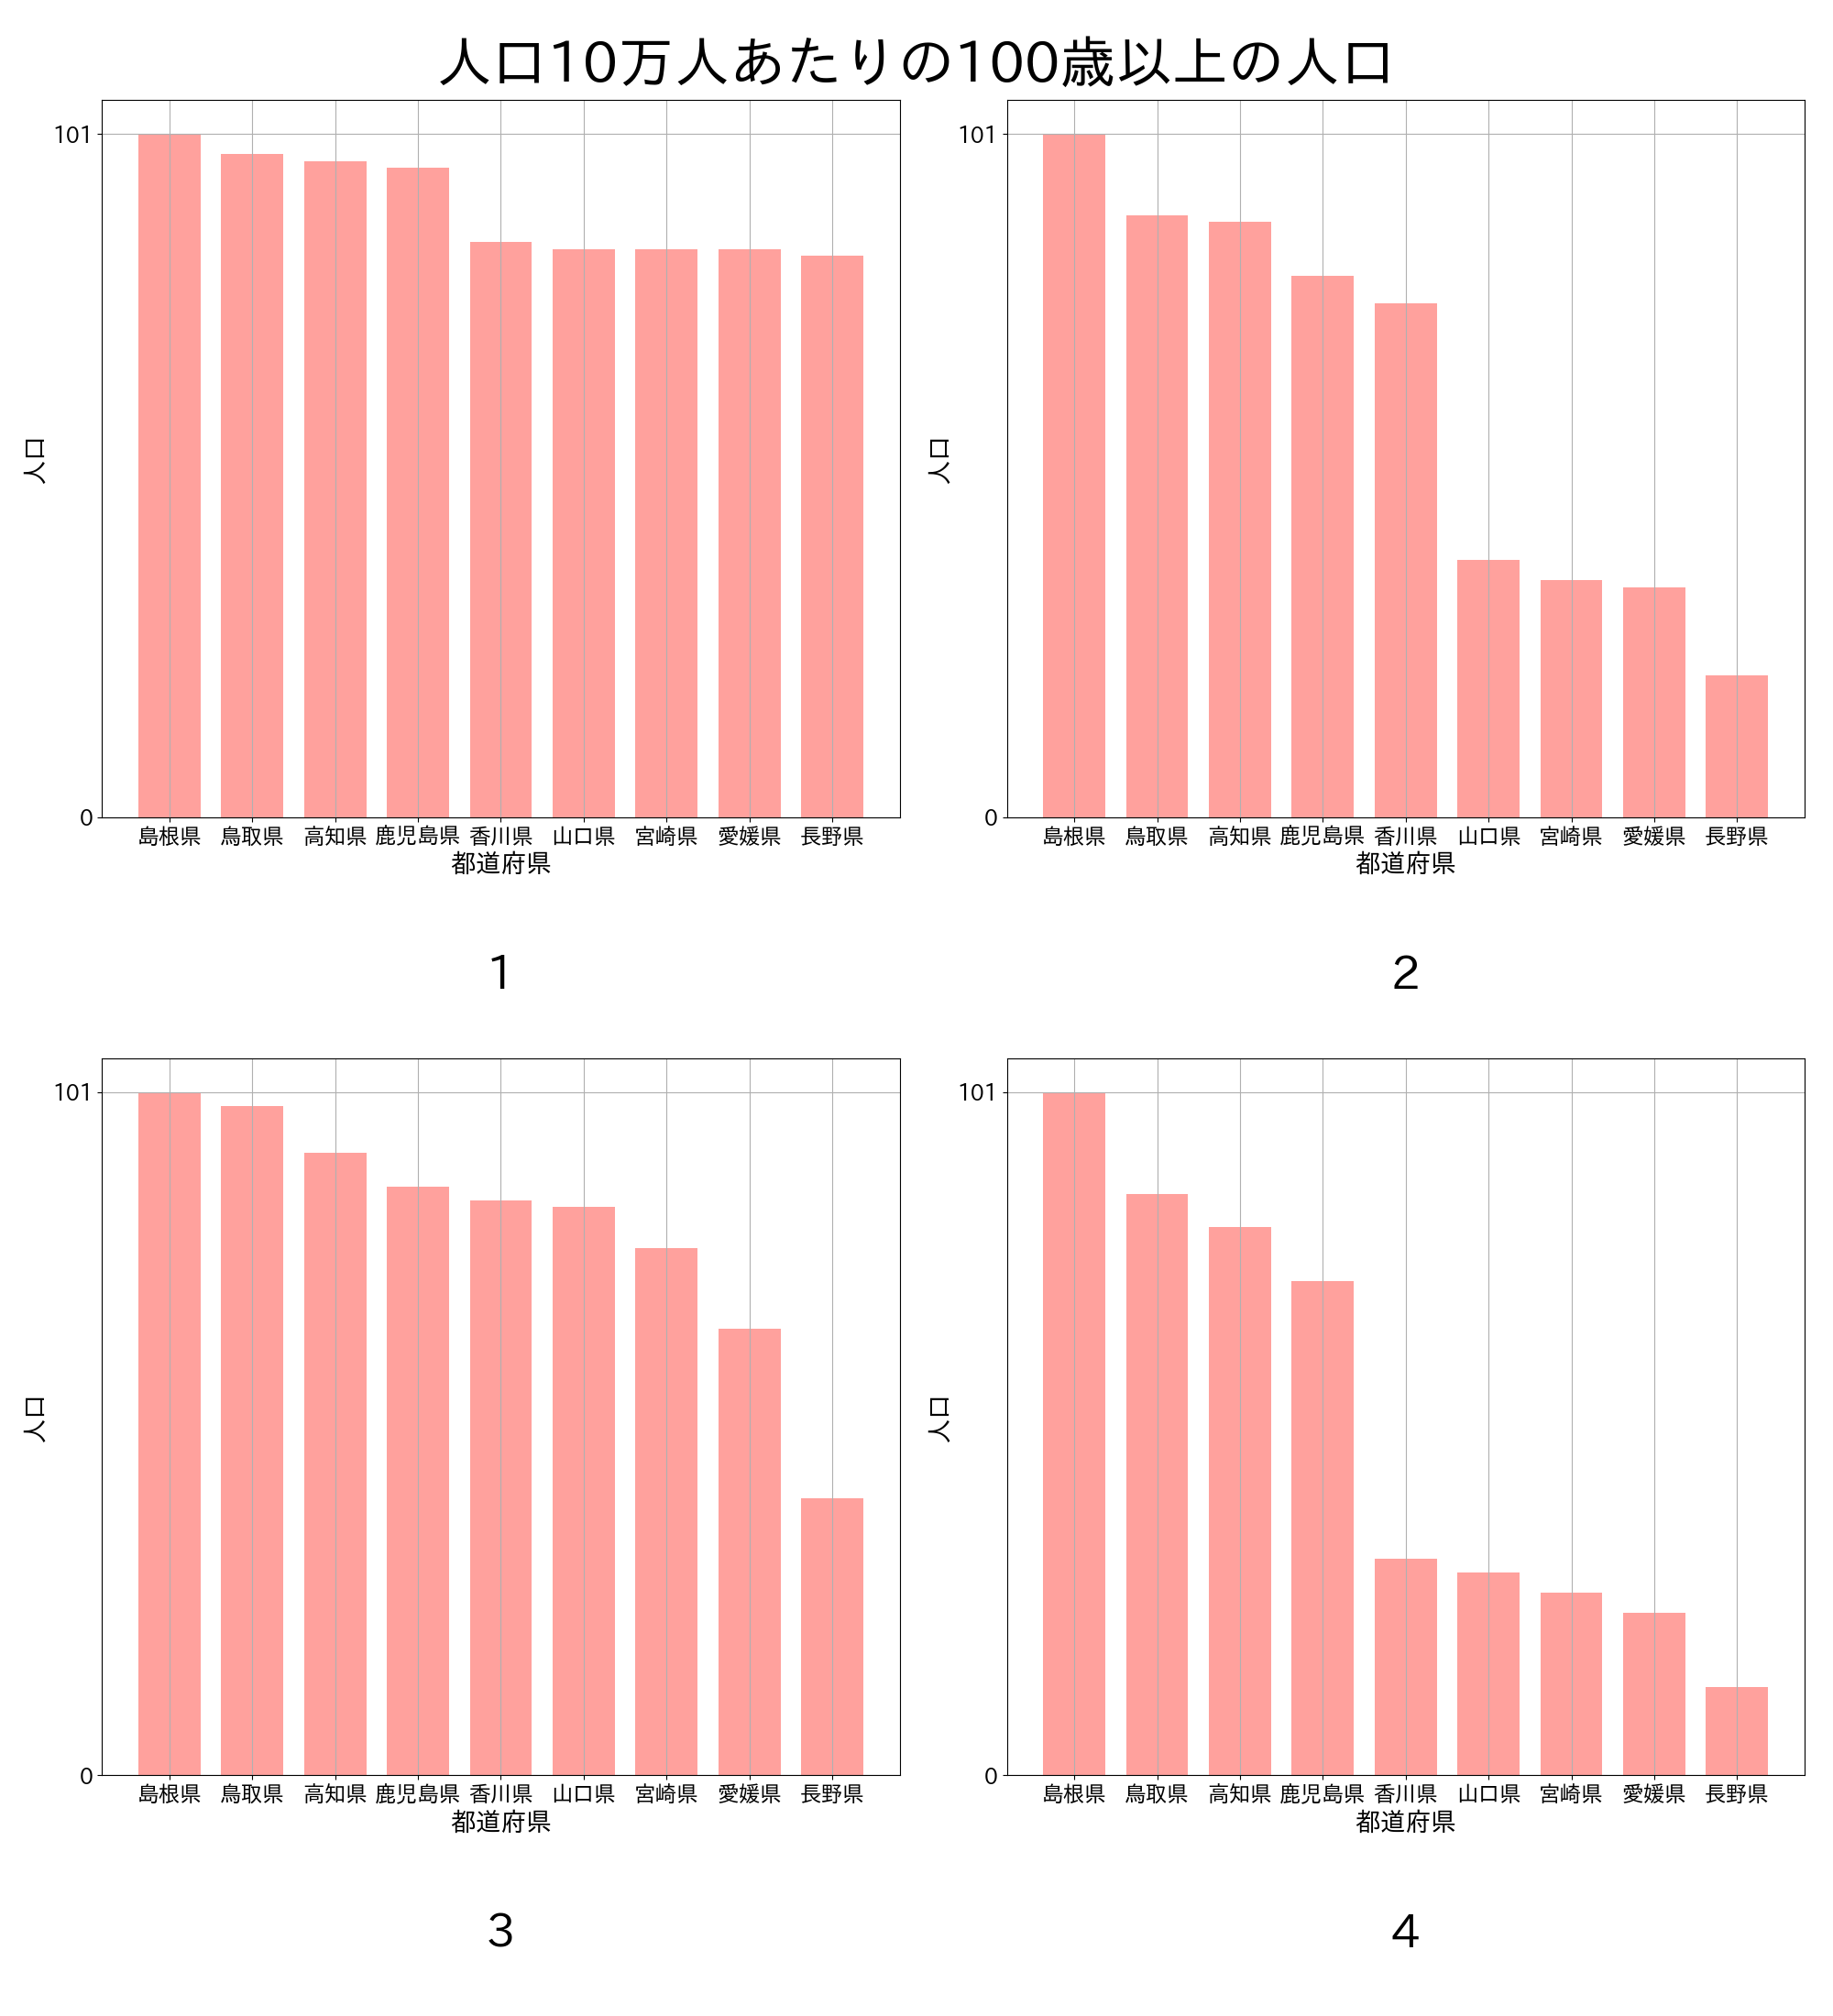 人口10万人あたりの100歳以上の人口
101
0
人口
島根県 鳥取県 高知県 鹿児島県 香川県 山口県 宮崎県 愛媛県 長野県
都道府県
1
101
0
人口
島根県 鳥取県 高知県 鹿児島県 香川県 山口県 宮崎県 愛媛県 長野県
都道府県
2
101
0
人口
島根県 鳥取県 高知県 鹿児島県 香川県 山口県 宮崎県 愛媛県 長野県
都道府県
3
101
0
人口
島根県 鳥取県 高知県 鹿児島県 香川県 山口県 宮崎県 愛媛県 長野県
都道府県
4